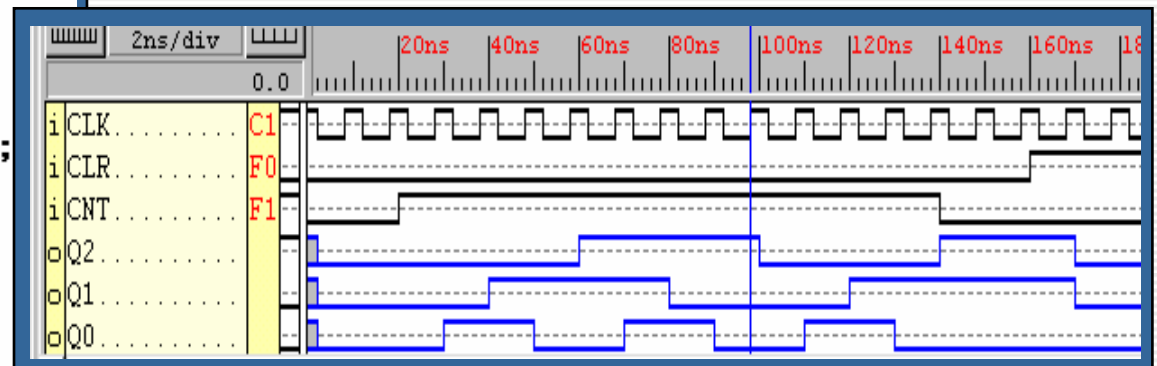 2ns/div
20ns 40ns 60ns 80ns 100ns 120ns 140ns 160ns 18
0.0
;
i CLK......... C1
i CLR......... F0
i CNT......... F1
o Q2..........
o Q1..........
o Q0..........